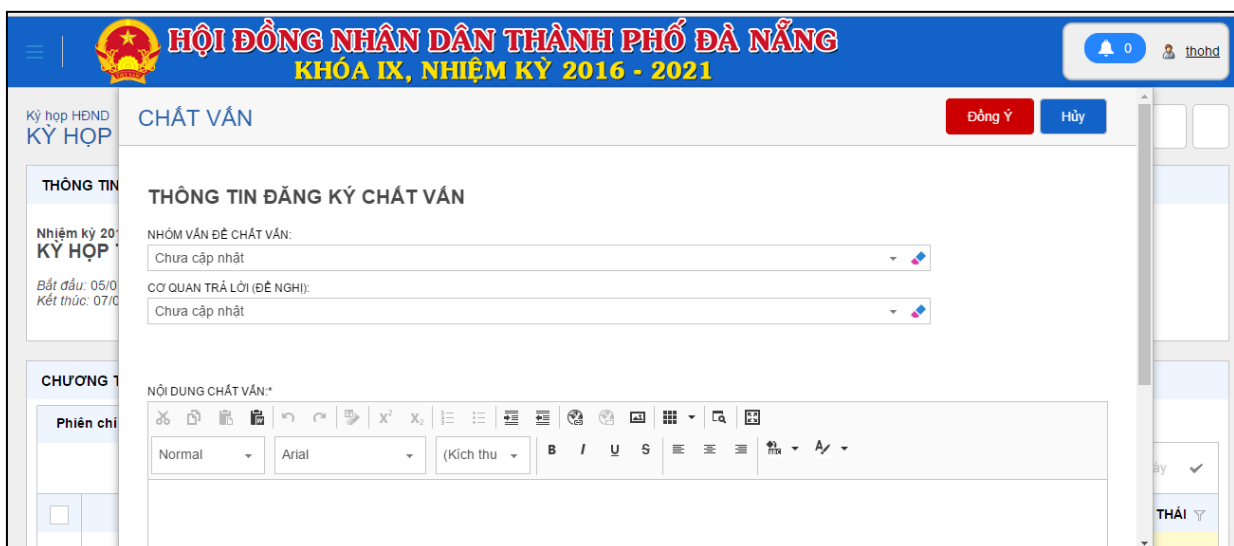 HỘI ĐỒNG NHÂN DÂN THÀNH PHỐ ĐÀ NẴNG
KHÓA IX, NHIỆM KỲ 2016 - 2021
0
thohd
Kỳ họp HĐND
KỲ HỌP
CHẤT VẤN
Đồng Ý
Hủy
THÔNG TIN
THÔNG TIN ĐĂNG KÝ CHẤT VẤN
Nhiệm kỳ 20
KỲ HỌP
Bắt đầu: 05/0
Kết thúc: 07/0
NHÓM VẤN ĐỀ CHẤT VẤN:
Chưa cập nhật
CƠ QUAN TRẢ LỜI (ĐỀ NGHỊ):
Chưa cập nhật
CHƯƠNG T
Phiên chí
NỘI DUNG CHẤT VẤN:*
Normal
Arial
(Kích thu
B I U S
ày
THÁI